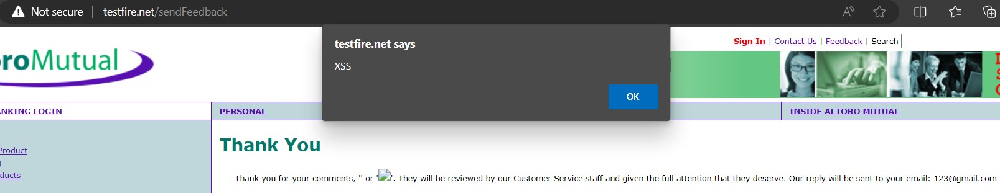 Not secure | testfire.net/sendFeedback
testfire.net says
XSS
OK
Sign In | Contact Us | Feedback | Search
oroMutual
ANKING LOGIN
PERSONAL
INSIDE ALTORO MUTUAL
Product
ducts
Thank You
Thank you for your comments, '' or ''. They will be reviewed by our Customer Service staff and given the full attention that they deserve. Our reply will be sent to your email: 123@gmail.com